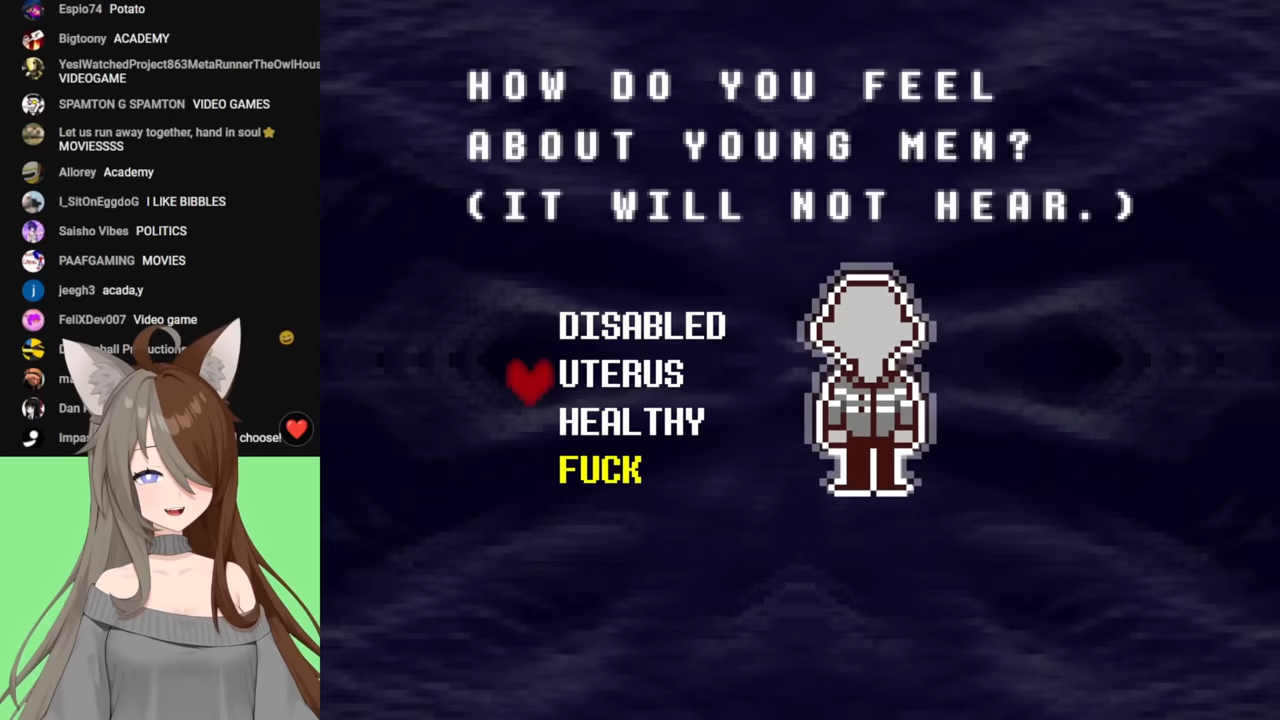 Espio74 Potato
Bigtoony ACADEMY
YesIWatchedProject863MetaRunnerTheOwlHous
VIDEOGAME
SPAMTON G SPAMTON VIDEO GAMES
Let us run away together, hand in soul
MOVIESSSS
Allorey Academy
I_SitOnEggdoG I LIKE BIBBLES
Saisho Vibes POLITICS
PAAFGAMING MOVIES
jeegh3 acada,y
FeliXDev007 Video game
Dan
choose!
HOW DO YOU FEEL
ABOUT YOUNG MEN?
(IT WILL NOT HEAR.)
DISABLED
UTERUS
HEALTHY
FUCK